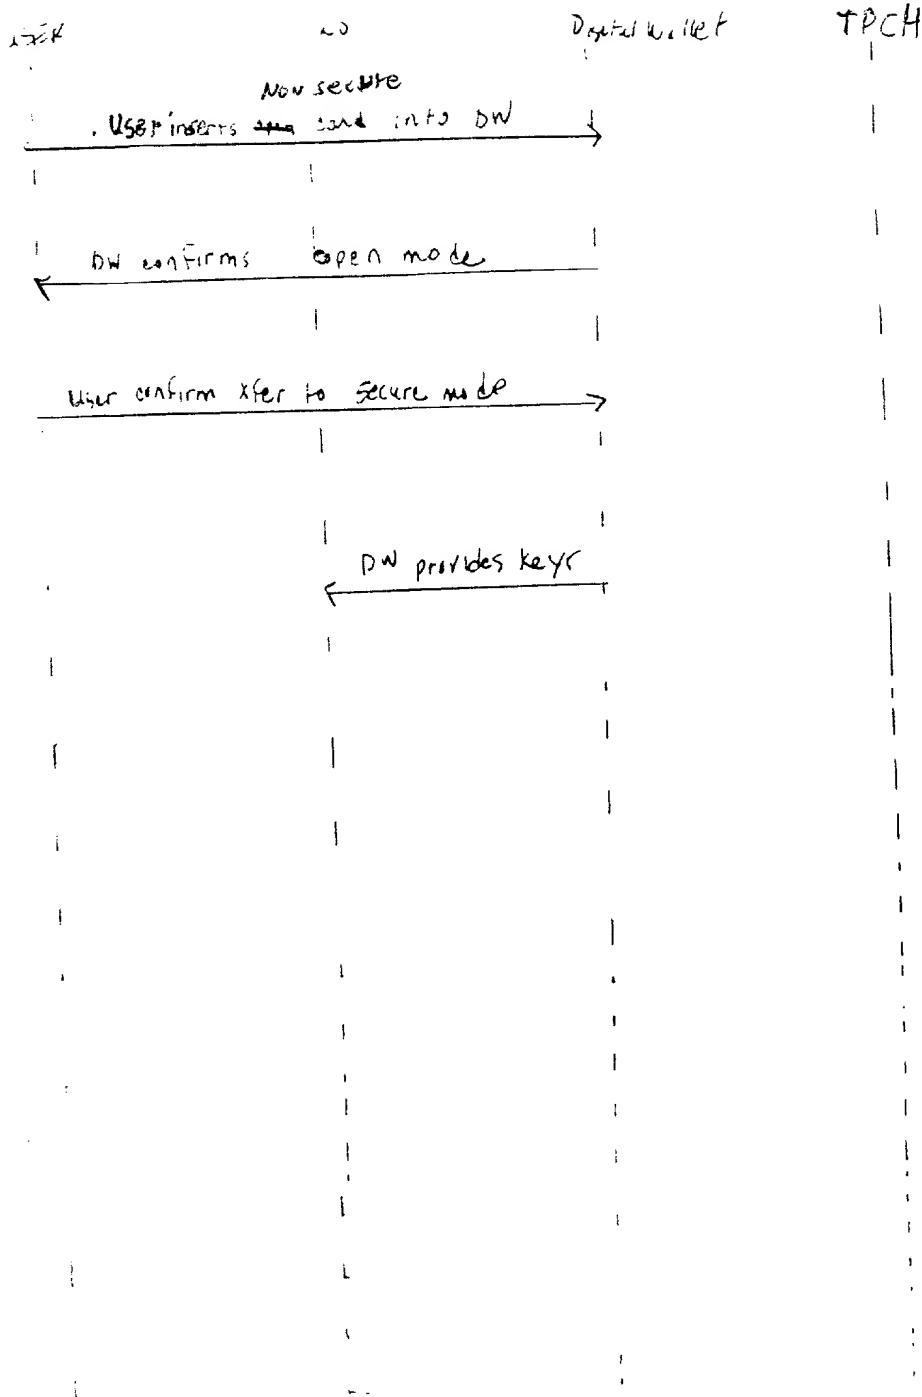 Digital Wallet TPCH
Non secure
User inserts card into DW
DW confirms open mode
User confirm xfer to secure mode
DW provides keys